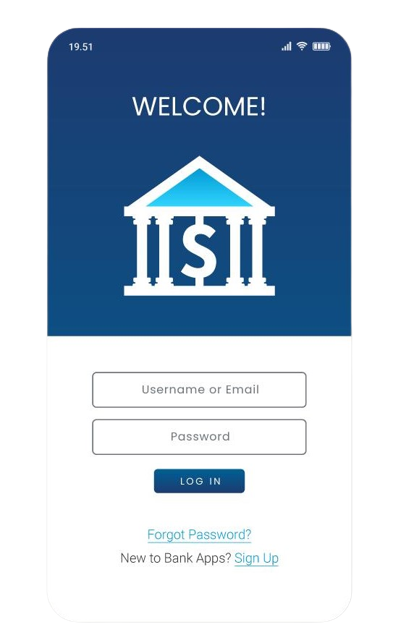 19.51
WELCOME!
$
Username or Email
Password
LOG IN
Forgot Password?
New to Bank Apps? Sign Up